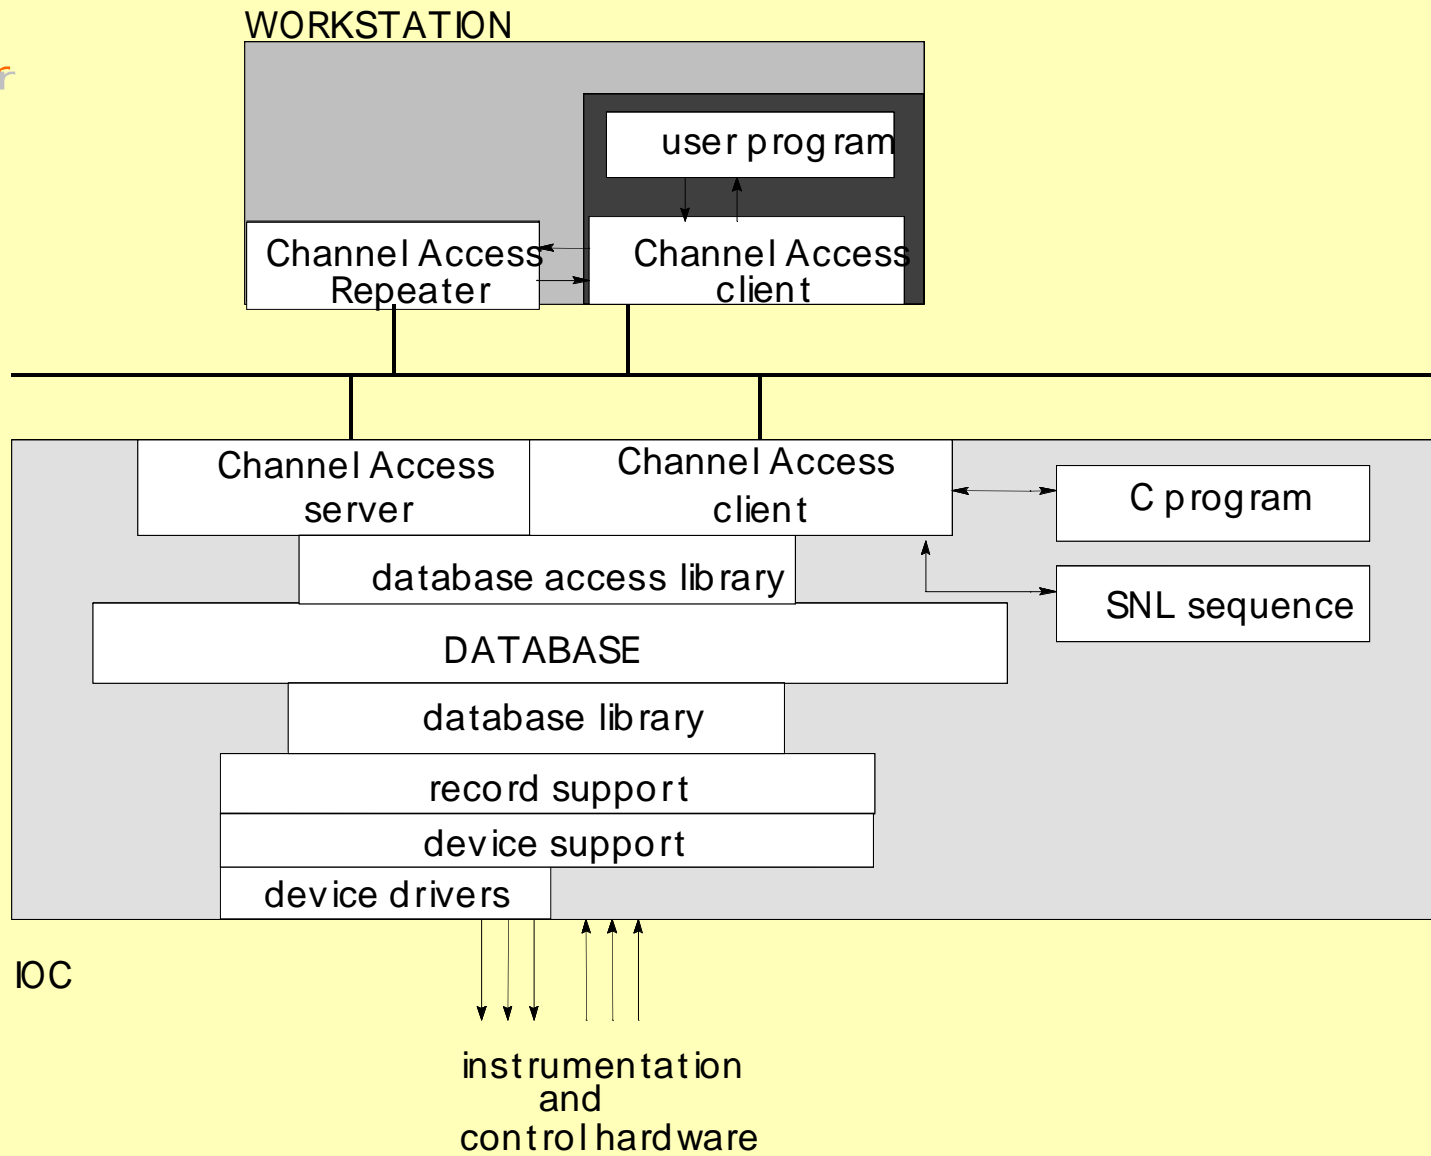 WORKSTATION
r
user program
Channel Access
Repeater
Channel Access
client
Channel Access
server
Channel Access
client
C program
database access library
SNL sequence
DATABASE
database library
record support
device support
device drivers
IOC
instrumentation
and
control hardware